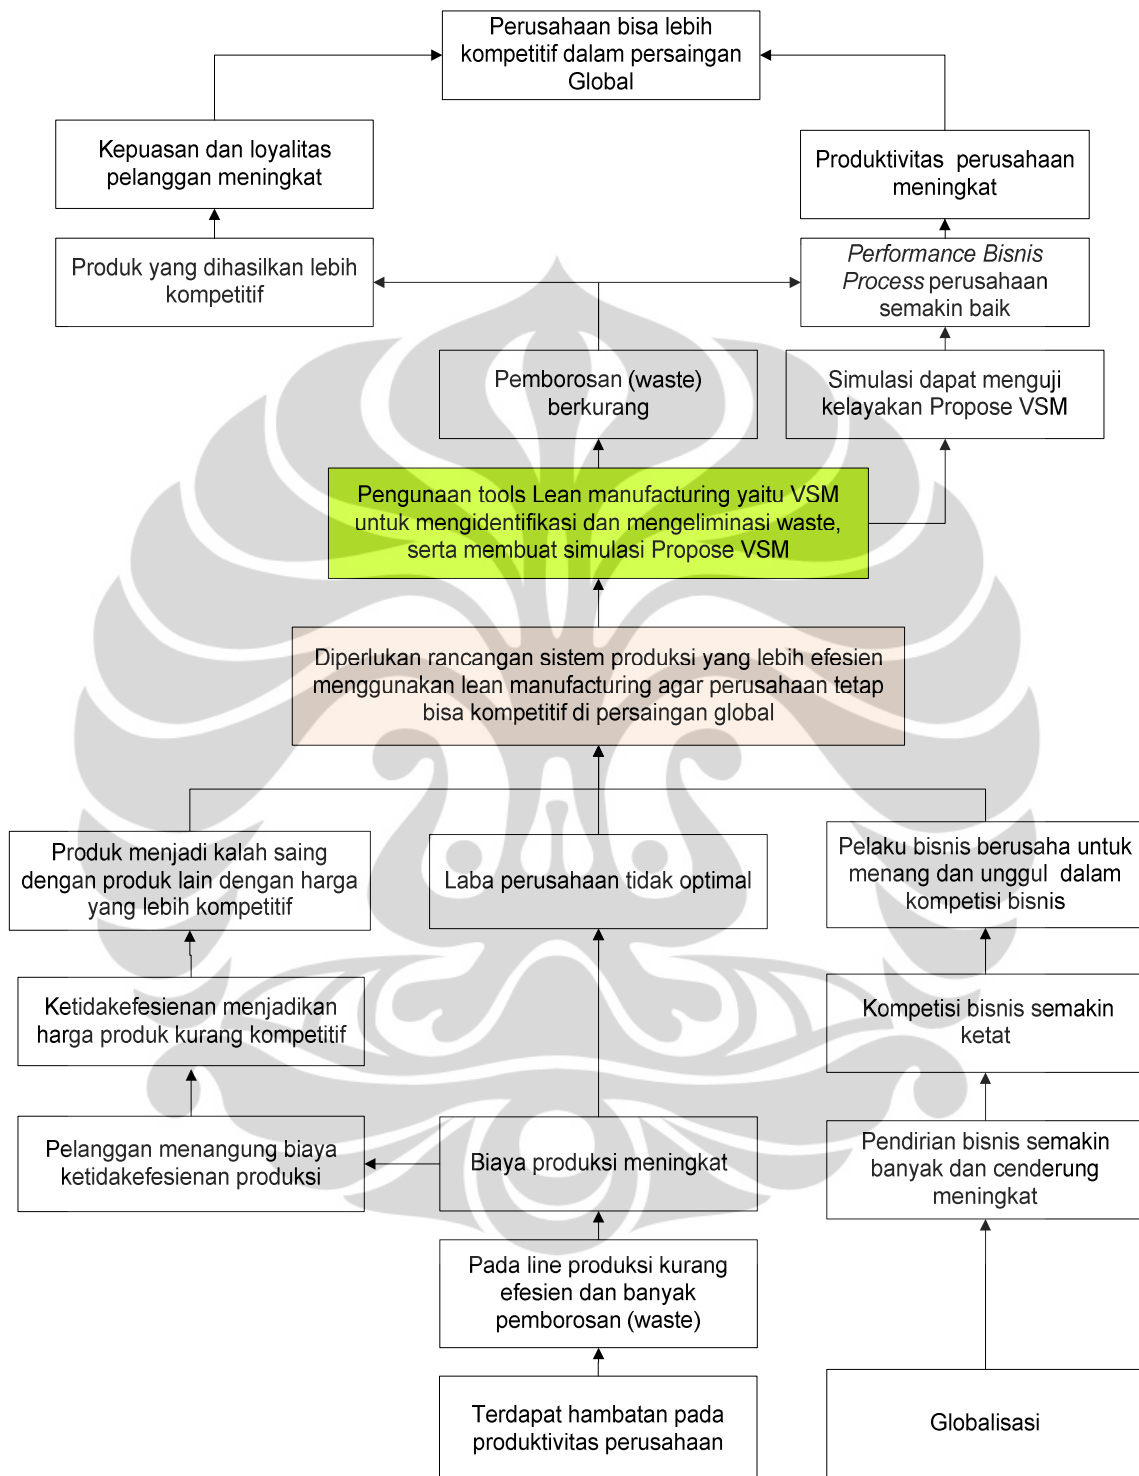 Perusahaan bisa lebih
kompetitif dalam persaingan
Global
Kepuasan dan loyalitas
pelanggan meningkat
Produktivitas perusahaan
meningkat
Produk yang dihasilkan lebih
kompetitif
Performance Bisnis
Process perusahaan
semakin baik
Pemborosan (waste)
berkurang
Simulasi dapat menguji
kelayakan Propose VSM
Pengunaan tools Lean manufacturing yaitu VSM
untuk mengidentifikasi dan mengeliminasi waste,
serta membuat simulasi Propose VSM
Diperlukan rancangan sistem produksi yang lebih efesien
menggunakan lean manufacturing agar perusahaan tetap
bisa kompetitif di persaingan global
Produk menjadi kalah saing
dengan produk lain dengan harga
yang lebih kompetitif
Laba perusahaan tidak optimal
Pelaku bisnis berusaha untuk
menang dan unggul dalam
kompetisi bisnis
Ketidakefesienan menjadikan
harga produk kurang kompetitif
Kompetisi bisnis semakin
ketat
Pelanggan menangung biaya
ketidakefesienan produksi
Biaya produksi meningkat
Pendirian bisnis semakin
banyak dan cenderung
meningkat
Pada line produksi kurang
efesien dan banyak
pemborosan (waste)
Terdapat hambatan pada
produktivitas perusahaan
Globalisasi